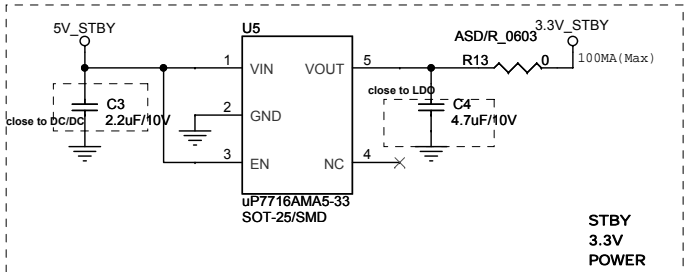 5V_STBY
U5
ASD/R_0603
3.3V_STBY
R13
0
100MA(Max)
1
VIN
VOUT
5
close to LDO
C3
2.2uF/10V
close to DC/DC
2
GND
C4
4.7uF/10V
3
EN
NC
4
uP7716AMA5-33
SOT-25/SMD
STBY
3.3V
POWER